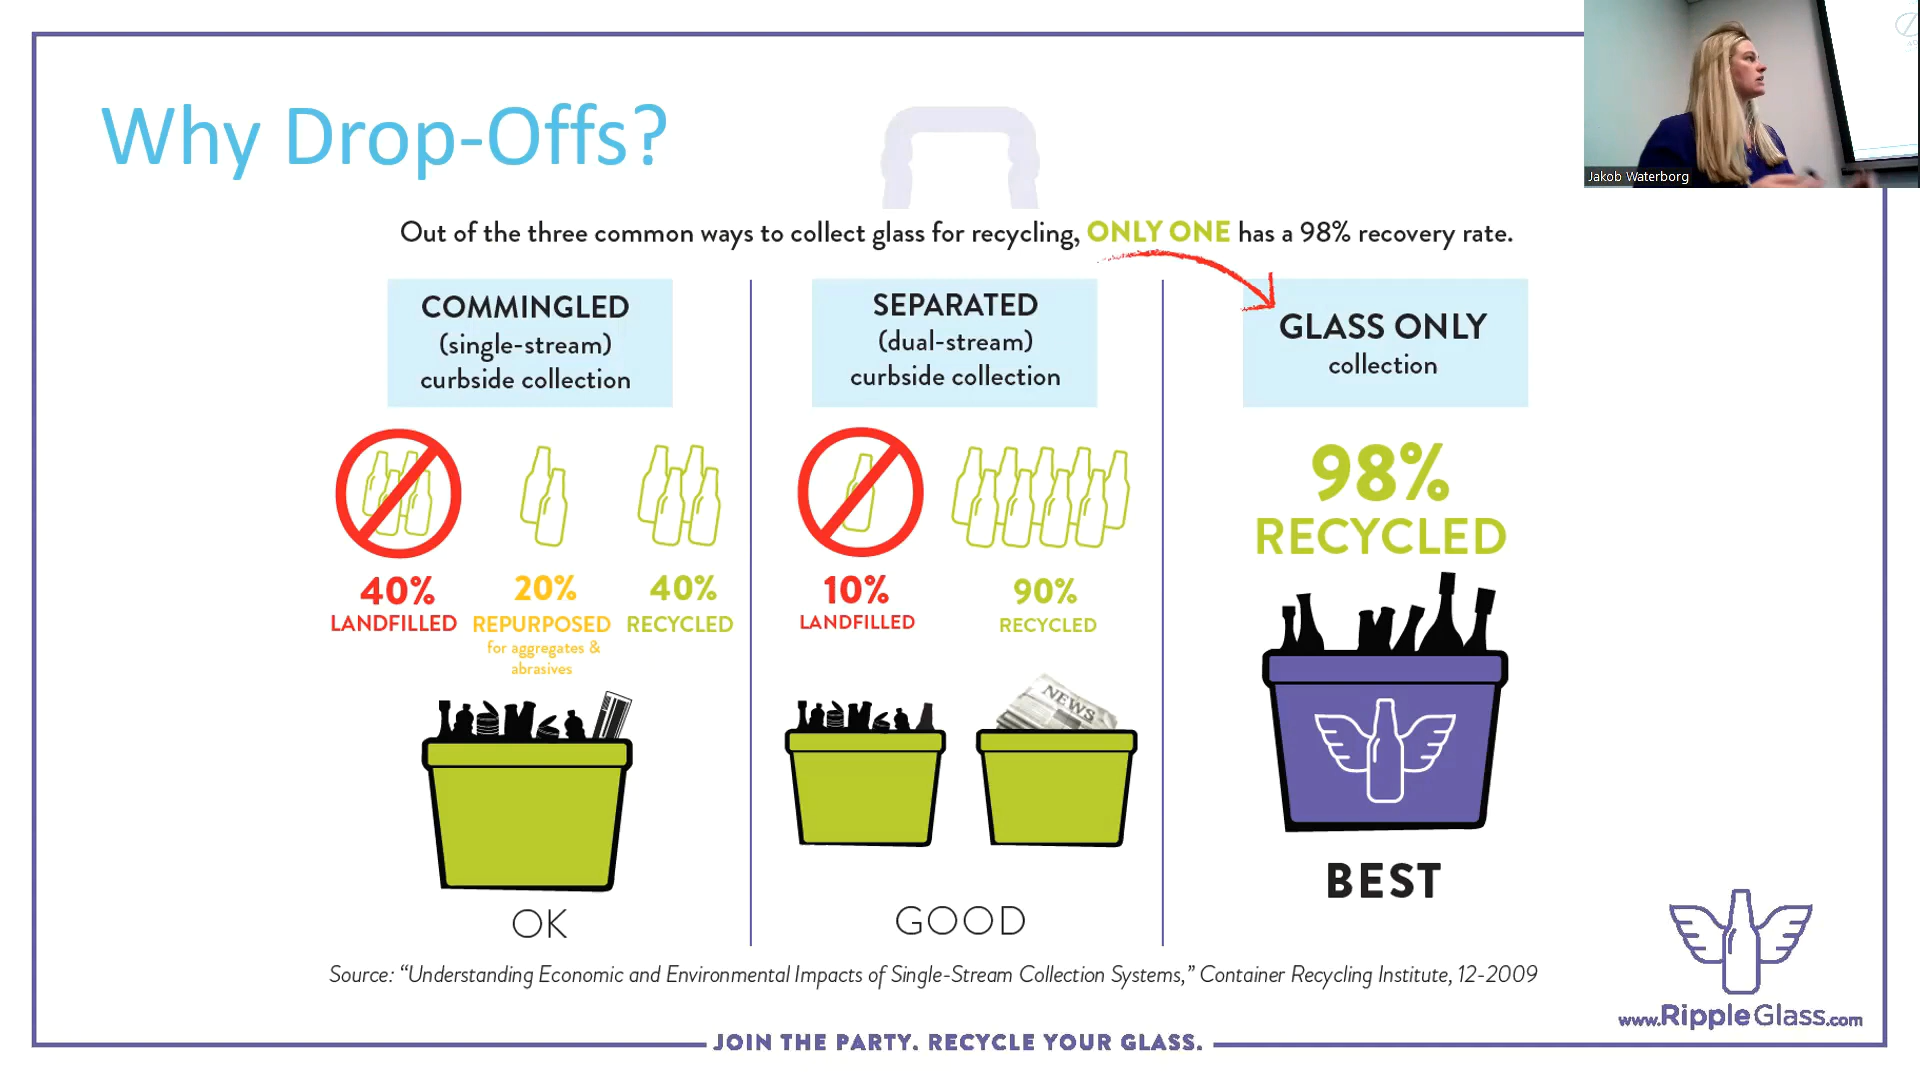 Why Drop-Offs?
Jakob Waterborg
Out of the three common ways to collect glass for recycling, ONLY ONE has a 98% recovery rate.
COMMINGLED
(single-stream)
curbside collection
40%
LANDFILLED
20%
REPURPOSED
for aggregates &
abrasives
40%
RECYCLED
OK
SEPARATED
(dual-stream)
curbside collection
10%
LANDFILLED
90%
RECYCLED
NEWS
GOOD
GLASS ONLY
collection
98%
RECYCLED
BEST
Source: “Understanding Economic and Environmental Impacts of Single-Stream Collection Systems,” Container Recycling Institute, 12-2009
www.RippleGlass.com
JOIN THE PARTY. RECYCLE YOUR GLASS.